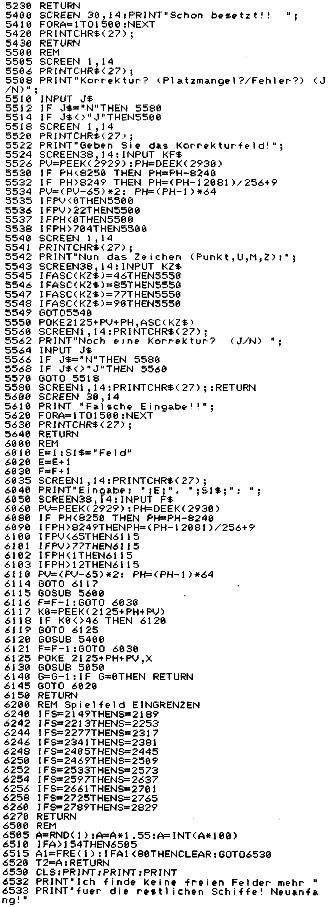 5230 RETURN
5400 SCREEN 30,14:PRINT"Schon besetzt!!  ";
5410 FORA=1TO1500:NEXT
5420 PRINTCHR$(27);
5430 RETURN
5500 REM
5505 SCREEN 1,14
5506 PRINTCHR$(27);
5508 PRINT"Korrektur? (Platzmangel?/Fehler?) (J
/N)";
5510 INPUT J$
5512 IF J$="N"THEN 5580
5516 IF J$<>"J"THEN5500
5518 SCREEN 1,14
5520 PRINTCHR$(27);
5522 PRINT"Geben Sie das Korrekturfeld!";
5524 SCREEN38,14:INPUT KF$
5526 PV=PEEK(2929):PH=DEEK(2930)
5530 IF PH<8250 THEN PH=PH-8240
5532 IF PH>8249 THEN PH=(PH-12081)/256+9
5534 PV=(PV-65)*2: PH=(PH-1)*64
5535 IFPV<0THEN5500
5536 IFPV>22THEN5500
5537 IFPH<0THEN5500
5538 IFPH>704THEN5500
5540 SCREEN 1,14
5541 PRINTCHR$(27);
5542 PRINT"Nun das Zeichen (Punkt,U,M,Z):";
5543 SCREEN38,14:INPUT KZ$
5545 IFASC(KZ$)=46THEN5550
5546 IFASC(KZ$)=85THEN5550
5547 IFASC(KZ$)=77THEN5550
5548 IFASC(KZ$)=90THEN5550
5549 GOTO5540
5550 POKE2125+PV+PH,ASC(KZ$)
5560 SCREEN1,14:PRINTCHR$(27);
5562 PRINT"Noch eine Korrektur?  (J/N) ";
5564 INPUT J$
5566 IF J$="N"THEN 5580
5568 IF J$<>"J"THEN 5560
5570 GOTO 5518
5580 SCREEN1,14:PRINTCHR$(27);:RETURN
5600 SCREEN 30,14
5610 PRINT "Falsche Eingabe!!";
5620 FORA=1TO1500:NEXT
5630 PRINTCHR$(27);
5640 RETURN
6000 REM
6010 E=1:S1$="Feld"
6020 E=E+1
6030 F=F+1
6035 SCREEN1,14:PRINTCHR$(27);
6040 PRINT"Eingabe: ";E;". ";S1$;": ";
6050 SCREEN38,14:INPUT F$
6060 PV=PEEK(2929):PH=DEEK(2930)
6080 IF PH<8250 THEN PH=PH-8240
6090 IFPH>8249THENPH=(PH-12081)/256+9
6100 IFPV<65THEN6115
6101 IFPV>77THEN6115
6102 IFPH<1THEN6115
6103 IFPH>12THEN6115
6110 PV=(PV-65)*2: PH=(PH-1)*64
6114 GOTO 6117
6115 GOSUB 5600
6116 F=F-1:GOTO 6030
6117 K0=PEEK(2125+PH+PV)
6118 IF K0<>46 THEN 6120
6119 GOTO 6125
6120 GOSUB 5400
6121 F=F-1:GOTO 6030
6125 POKE 2125+PH+PV,X
6130 GOSUB 5050
6140 G=G-1:IF G=0THEN RETURN
6145 GOTO 6020
6150 RETURN
6200 REM Spielfeld EINGRENZEN
6240 IFS=2149THENS=2189
6242 IFS=2213THENS=2253
6244 IFS=2277THENS=2317
6246 IFS=2341THENS=2381
6248 IFS=2405THENS=2445
6250 IFS=2469THENS=2509
6252 IFS=2533THENS=2573
6254 IFS=2597THENS=2637
6256 IFS=2661THENS=2701
6258 IFS=2725THENS=2765
6260 IFS=2789THENS=2829
6270 RETURN
6500 REM
6505 A=RND(1):A=A*1.55:A=INT(A*100)
6510 IFA>154THEN6505
6515 A1=FRE(1):IFA1<80THENCLEAR:GOTO6530
6520 T2=A1:RETURN
6530 CLS:PRINT:PRINT:PRINT
6532 PRINT"Ich finde keine freien Felder mehr "
6533 PRINT"fuer die restlichen Schiffe! Neuanfa
ng!"